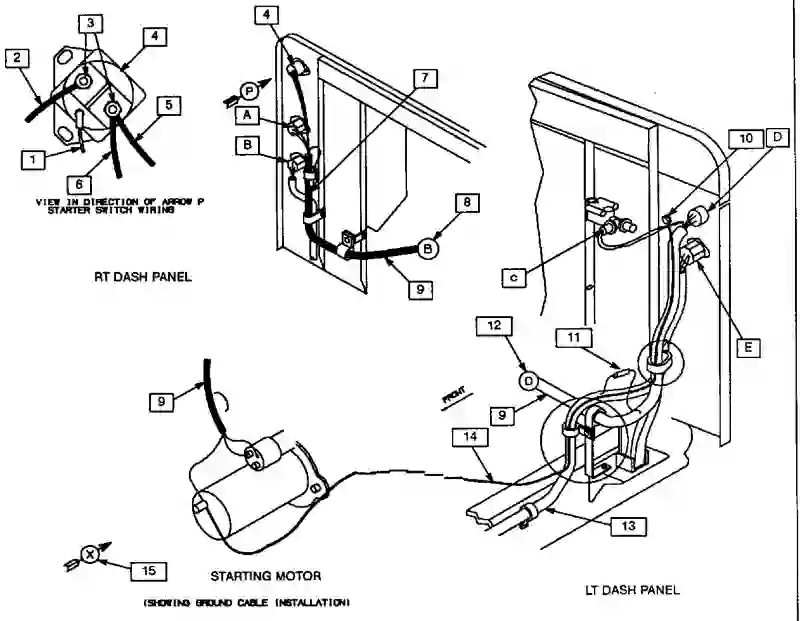 3
4
2
5
1
6
VIEW IN DIRECTION OF ARROW P
STARTER SWITCH WIRING
RT DASH PANEL
4
P
7
A
B
8
B
9
10
D
C
E
12
11
D
9
FRONT
14
13
9
15
X
STARTING MOTOR
(SHOWING GROUND CABLE INSTALLATION)
LT DASH PANEL